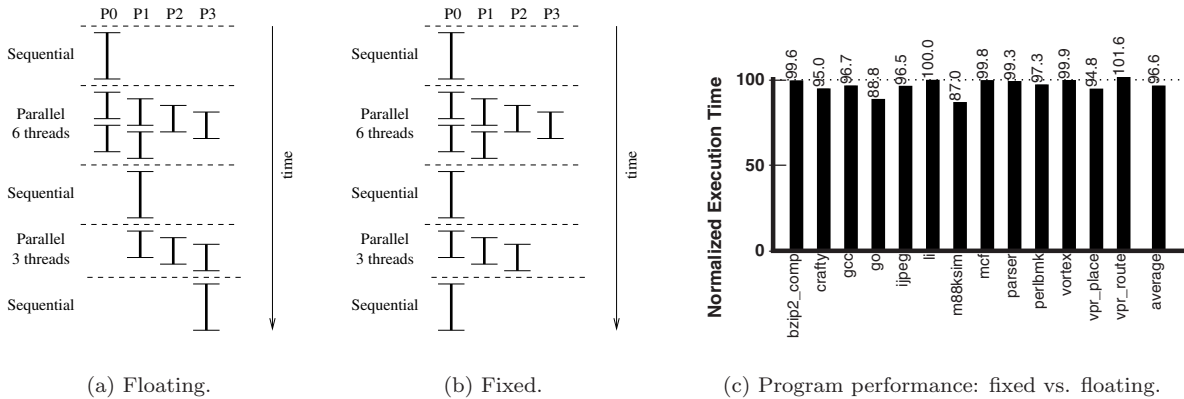 P0 P1 P2 P3
Sequential
Parallel
6 threads
Sequential
Parallel
3 threads
Sequential
time
(a) Floating.
P0 P1 P2 P3
Sequential
Parallel
6 threads
Sequential
Parallel
3 threads
Sequential
time
(b) Fixed.
Normalized Execution Time
100
50
0
99.6
95.0
96.7
88.8
96.5
100.0
87.0
99.8
99.3
97.3
99.9
94.8
101.6
96.6
bzip2_comp
crafty
gcc
go
ijpeg
li
m88ksim
mcf
parser
perlbmk
vortex
vpr_place
vpr_route
average
(c) Program performance: fixed vs. floating.